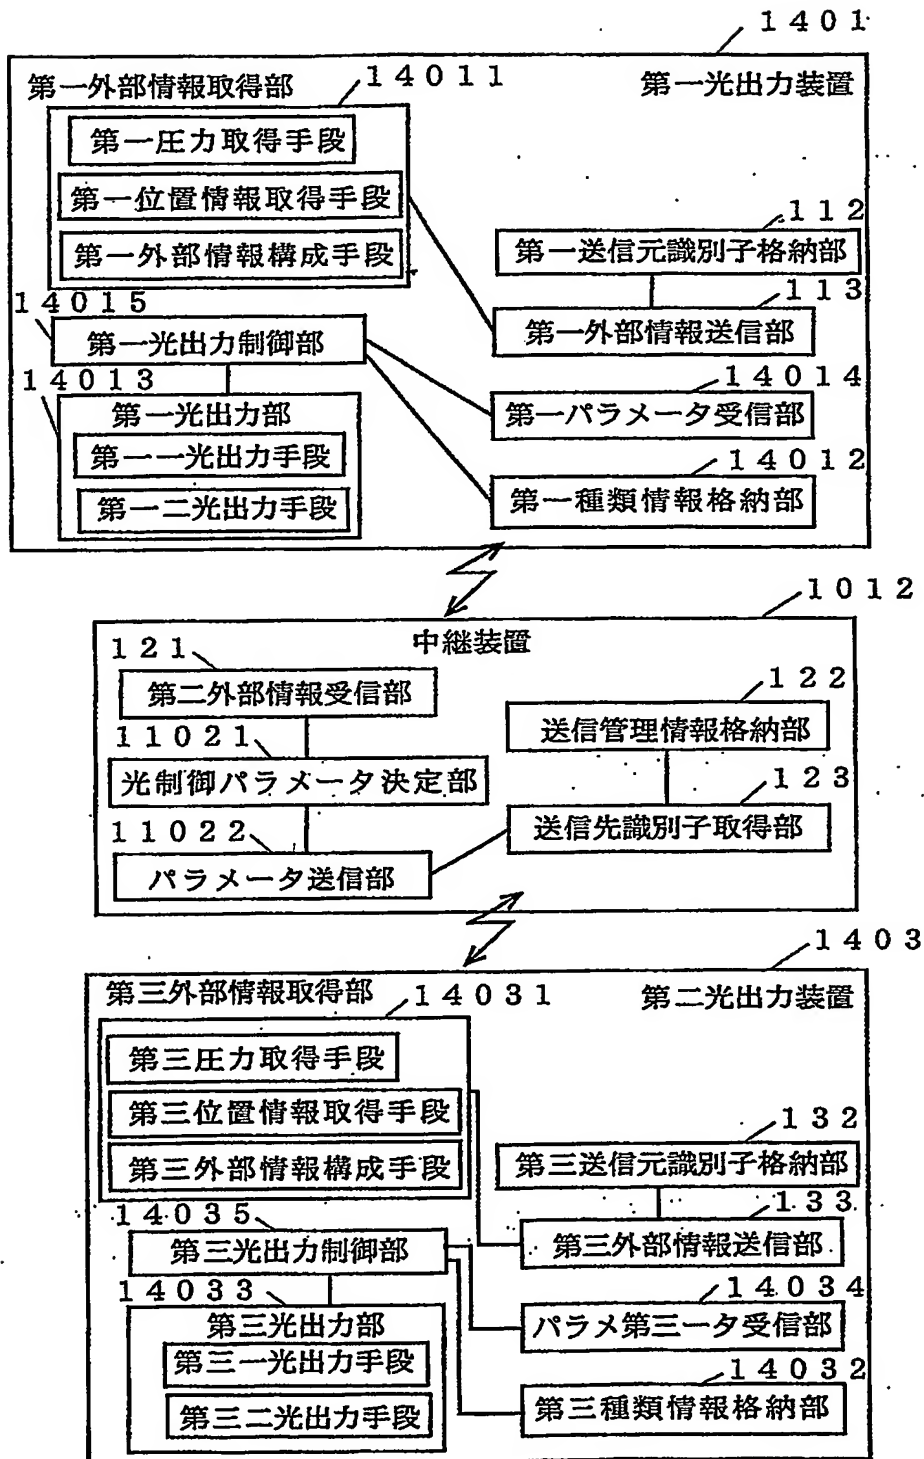 1401
第一外部情報取得部
14011
第一光出力装置
第一圧力取得手段
第一位置情報取得手段
第一外部情報構成手段
112
第一送信元識別子格納部
113
第一外部情報送信部
14015
第一光出力制御部
14014
第一パラメータ受信部
14013
第一光出力部
第一一光出力手段
第一二光出力手段
14012
第一種類情報格納部
1012
中継装置
121
第二外部情報受信部
122
送信管理情報格納部
11021
光制御パラメータ決定部
123
送信先識別子取得部
11022
パラメータ送信部
1403
第三外部情報取得部
14031
第二光出力装置
第三圧力取得手段
第三位置情報取得手段
第三外部情報構成手段
132
第三送信元識別子格納部
133
第三外部情報送信部
14035
第三光出力制御部
14034
パラメ第三ータ受信部
14033
第三光出力部
第三一光出力手段
第三二光出力手段
14032
第三種類情報格納部